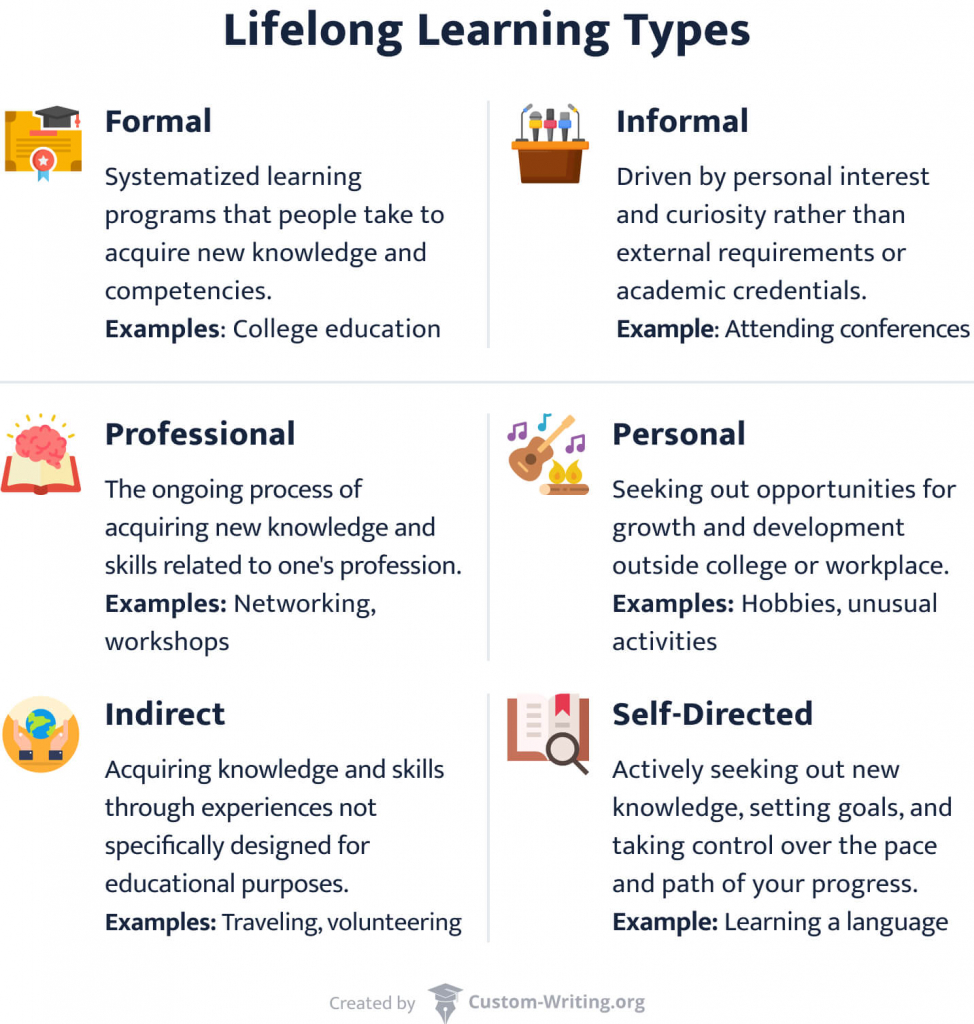 Lifelong Learning Types
Formal
Systematized learning
programs that people take to
acquire new knowledge and
competencies.
Examples: College education
Informal
Driven by personal interest
and curiosity rather than
external requirements or
academic credentials.
Example: Attending conferences
Professional
The ongoing process of
acquiring new knowledge and
skills related to one's profession.
Examples: Networking,
workshops
Personal
Seeking out opportunities for
growth and development
outside college or workplace.
Examples: Hobbies, unusual
activities
Indirect
Acquiring knowledge and skills
through experiences not
specifically designed for
educational purposes.
Examples: Traveling, volunteering
Self-Directed
Actively seeking out new
knowledge, setting goals, and
taking control over the pace
and path of your progress.
Example: Learning a language
Created by Custom-Writing.org